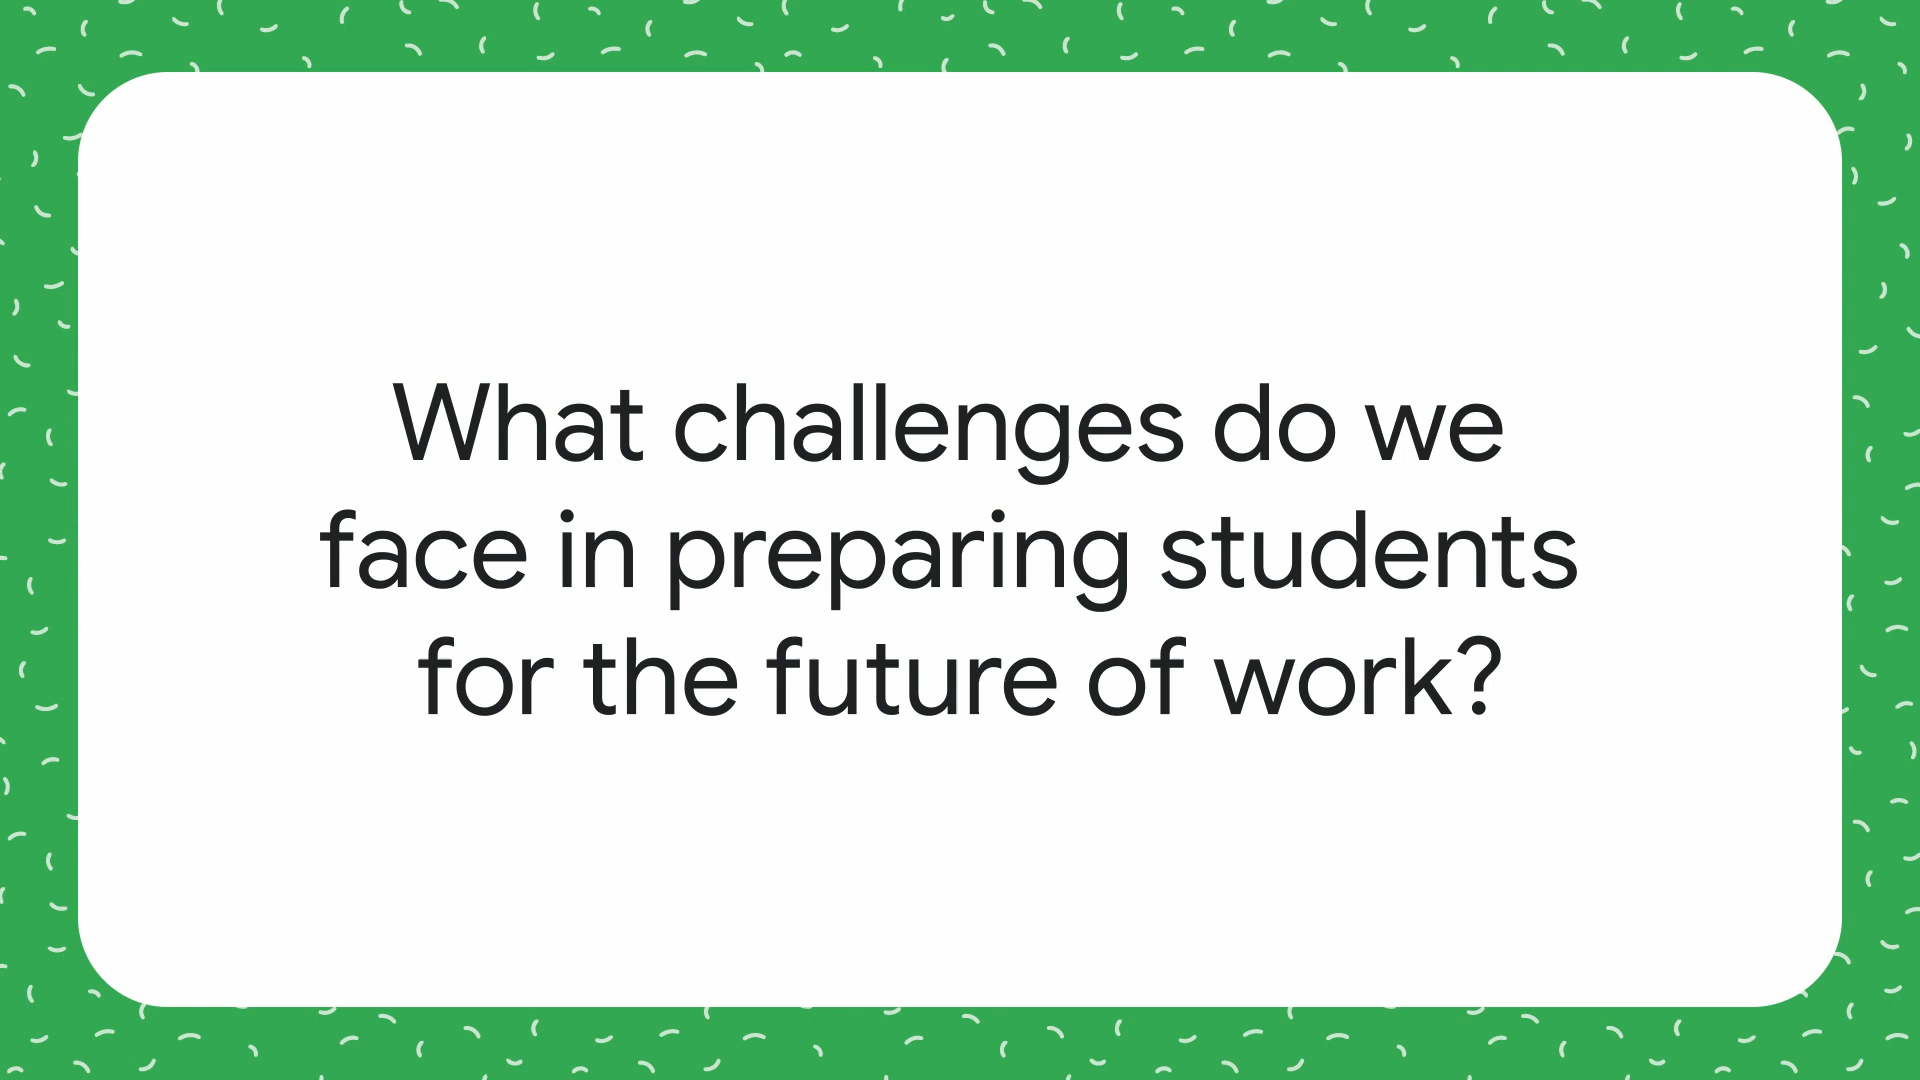 What challenges do we
face in preparing students
for the future of work?